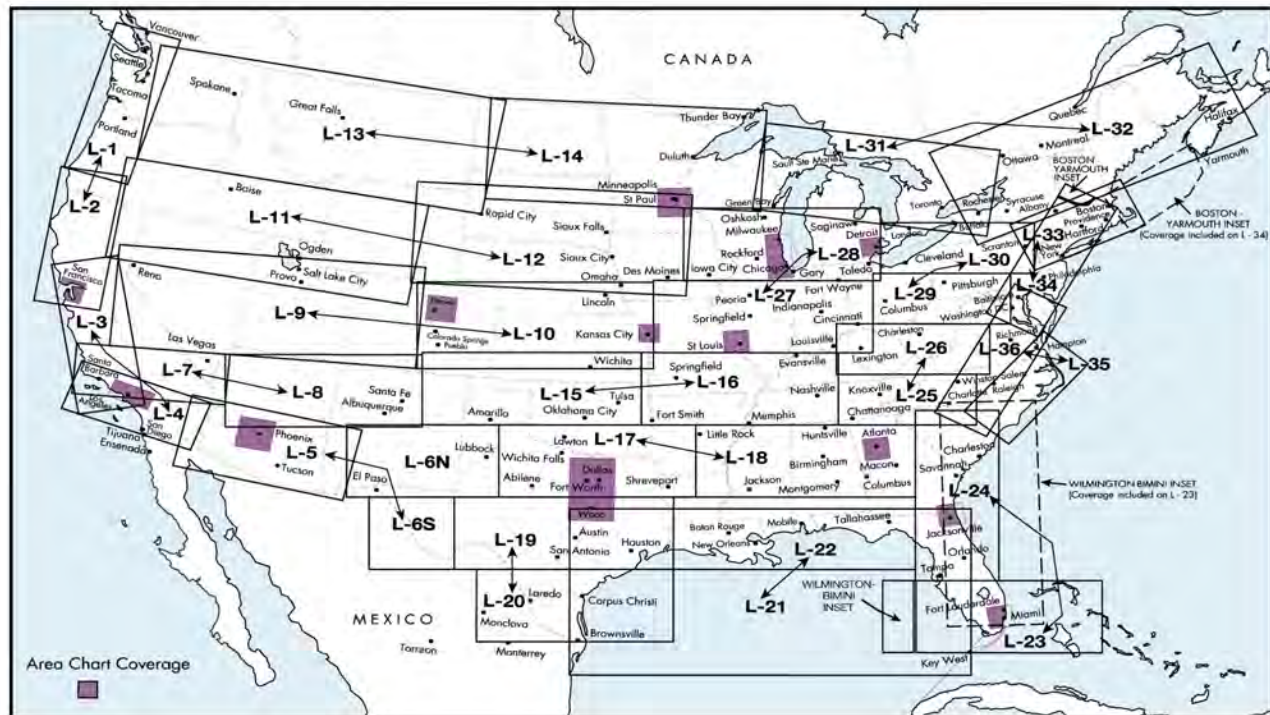 CANADA
Vancouver
Seattle
Tacoma
Portland
L-1
L-2
Spokane
Great Falls
L-13
L-14
Thunder Bay
Duluth
Sault Ste Marie
L-31
L-32
Quebec
Montreal
Ottawa
Halifax
Yarmouth
BOSTON
YARMOUTH
INSET
BOSTON -
YARMOUTH INSET
(Coverage included on L - 34)
Boise
L-11
L-12
Rapid City
Minneapolis
St Paul
Sioux Falls
Sioux City
Omaha
Des Moines
Lincoln
Green Bay
Oshkosh
Milwaukee
Rockford
Iowa City
Chicago
Gary
Saginaw
Detroit
L-28
Toledo
L-27
London
Toronto
Rochester
Buffalo
Syracuse
Albany
Boston
Providence
Hartford
Scranton
New
York
L-33
L-34
Cleveland
L-30
L-29
Pittsburgh
Philadelphia
Columbus
Washington
Ogden
Salt Lake City
Provo
Reno
San
Francisco
L-3
L-9
L-10
Colorado Springs
Pueblo
Kansas City
Peoria
Springfield
Fort Wayne
Indianapolis
Cincinnati
St Louis
Louisville
Evansville
Charleston
Lexington
L-26
L-25
Richmond
Hampton
L-36
L-35
Winston-Salem
Charlotte
Raleigh
Las Vegas
Santa
Barbara
L-7
L-8
L-4
Angeles
San
Diego
Tijuana
Ensenada
Santa Fe
Albuquerque
Wichita
L-15
L-16
Tulsa
Oklahoma City
Springfield
Fort Smith
Nashville
Memphis
Knoxville
Chattanooga
Huntsville
Amarillo
Phoenix
L-5
Tucson
El Paso
L-6N
L-6S
Lubbock
Lawton
Wichita Falls
Abilene
L-17
L-18
Dallas
Fort Worth
Waco
Shreveport
Little Rock
Birmingham
Jackson
Montgomery
Atlanta
Macon
Columbus
Charleston
Savannah
L-24
WILMINGTON BIMINI INSET
(Coverage included on L - 23)
Jacksonville
Orlando
Tampa
L-19
Austin
San Antonio
Houston
Baton Rouge
New Orleans
Mobile
Tallahassee
L-22
L-21
WILMINGTON-
BIMINI
INSET
Fort Lauderdale
Miami
L-23
Key West
L-20
Laredo
Monclova
Corpus Christi
Brownsville
MEXICO
Torreon
Monterrey
Area Chart Coverage